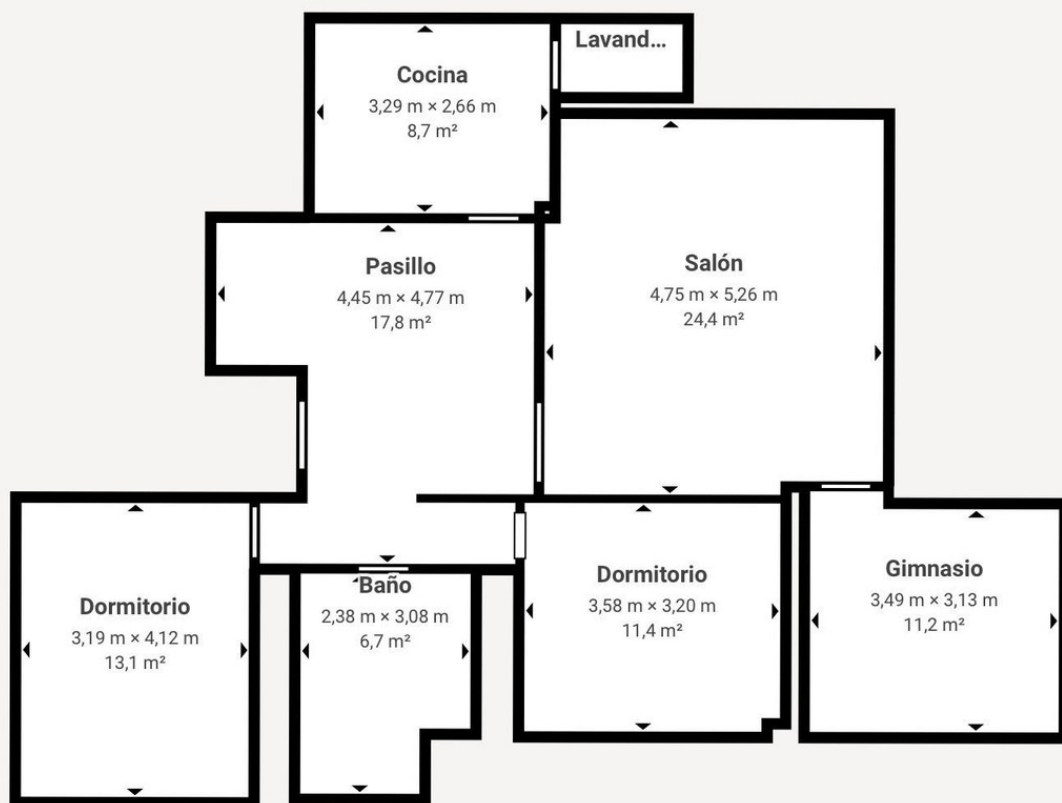 Lavand...
Cocina
3,29 m × 2,66 m
8,7 m²
Pasillo
4,45 m × 4,77 m
17,8 m²
Salón
4,75 m × 5,26 m
24,4 m²
Dormitorio
3,19 m × 4,12 m
13,1 m²
Baño
2,38 m × 3,08 m
6,7 m²
Dormitorio
3,58 m × 3,20 m
11,4 m²
Gimnasio
3,49 m × 3,13 m
11,2 m²